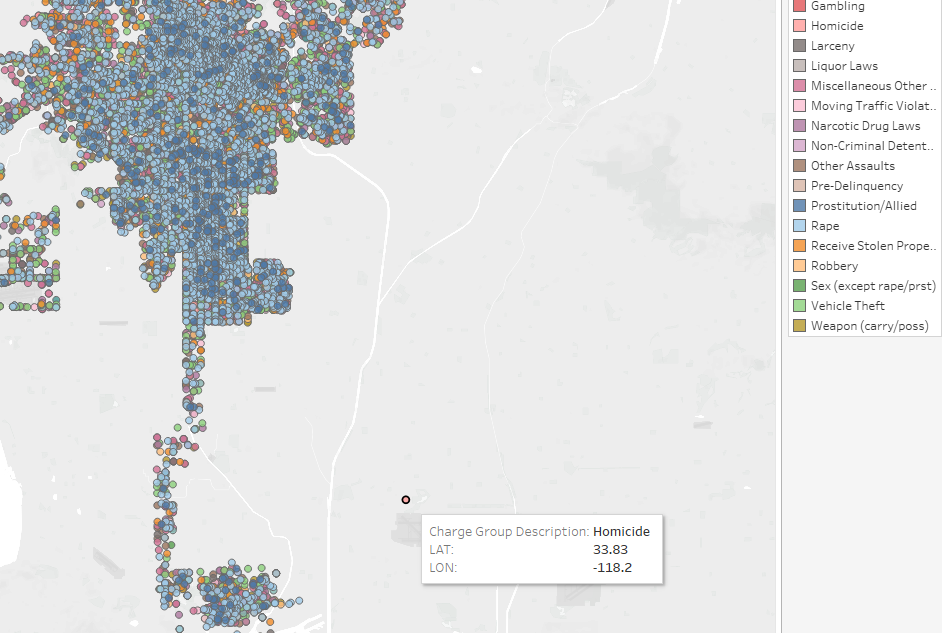 Gambling
Homicide
Larceny
Liquor Laws
Miscellaneous Other ..
Moving Traffic Violat..
Narcotic Drug Laws
Non-Criminal Detent..
Other Assaults
Pre-Delinquency
Prostitution/Allied
Rape
Receive Stolen Prope..
Robbery
Sex (except rape/prst)
Vehicle Theft
Weapon (carry/poss)
Charge Group Description: Homicide
LAT: 33.83
LON: -118.2